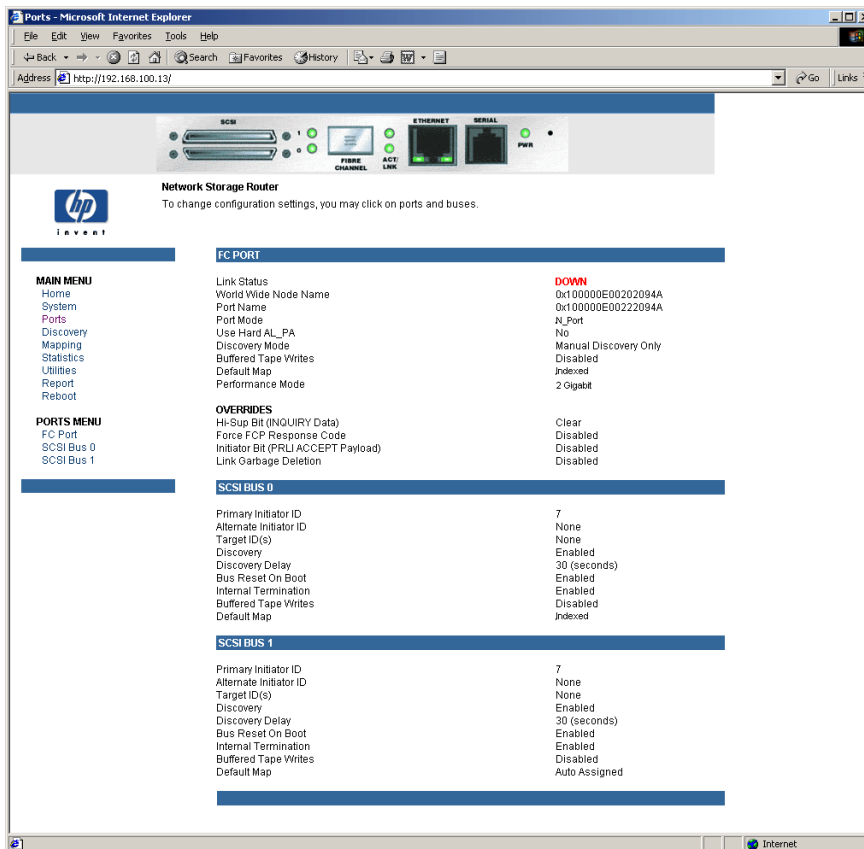 Ports - Microsoft Internet Explorer
File Edit View Favorites Tools Help
Back Search Favorites History
Address http://192.168.100.13/ Go Links
SCSI
1
0
FIBRE CHANNEL
ACT/LNK
ETHERNET
SERIAL
PWR
hp
invent
Network Storage Router
To change configuration settings, you may click on ports and buses.
MAIN MENU
Home
System
Ports
Discovery
Mapping
Statistics
Utilities
Report
Reboot
PORTS MENU
FC Port
SCSI Bus 0
SCSI Bus 1
FC PORT
Link Status DOWN
World Wide Node Name 0x100000E00202094A
Port Name 0x100000E00222094A
Port Mode N_Port
Use Hard AL_PA No
Discovery Mode Manual Discovery Only
Buffered Tape Writes Disabled
Default Map Indexed
Performance Mode 2 Gigabit
OVERRIDES
Hi-Sup Bit (INQUIRY Data) Clear
Force FCP Response Code Disabled
Initiator Bit (PRLI ACCEPT Payload) Disabled
Link Garbage Deletion Disabled
SCSI BUS 0
Primary Initiator ID 7
Alternate Initiator ID None
Target ID(s) None
Discovery Enabled
Discovery Delay 30 (seconds)
Bus Reset On Boot Enabled
Internal Termination Enabled
Buffered Tape Writes Disabled
Default Map Indexed
SCSI BUS 1
Primary Initiator ID 7
Alternate Initiator ID None
Target ID(s) None
Discovery Enabled
Discovery Delay 30 (seconds)
Bus Reset On Boot Enabled
Internal Termination Enabled
Buffered Tape Writes Disabled
Default Map Auto Assigned
Internet